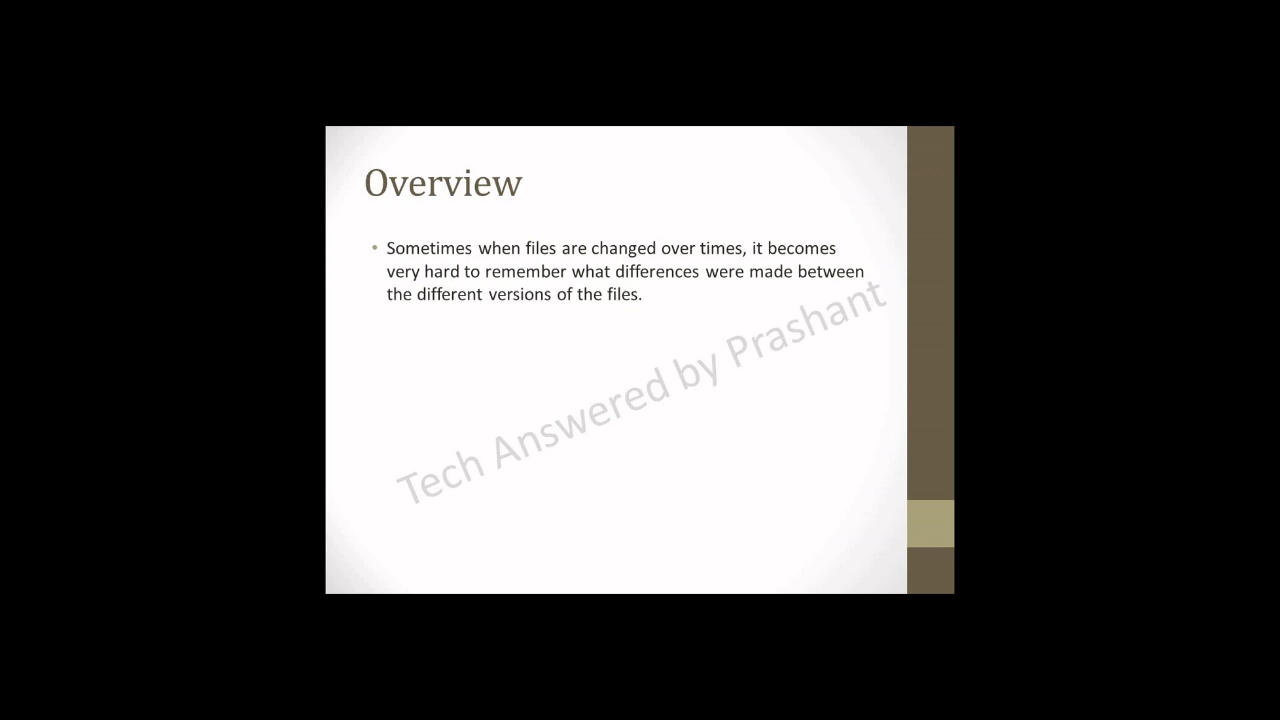 Overview
• Sometimes when files are changed over times, it becomes
very hard to remember what differences were made between
the different versions of the files.
Tech Answered by Prashant